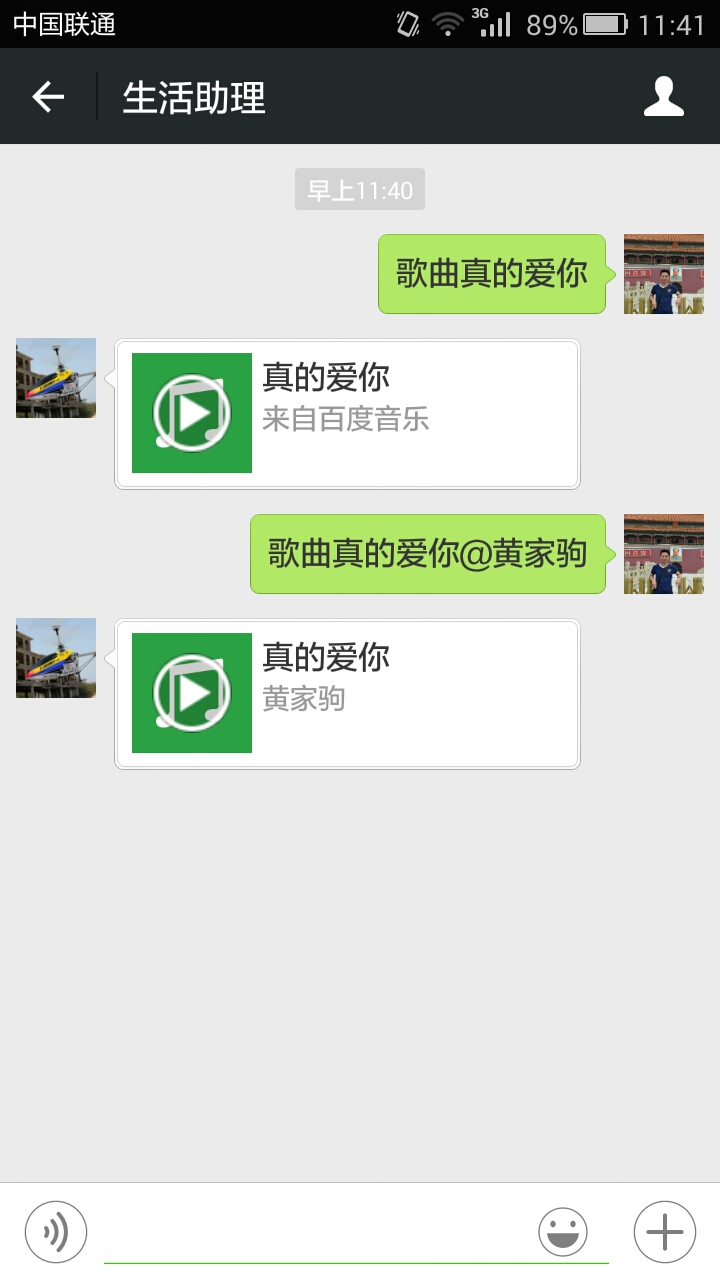 中国联通 3G 89% 11:41
生活助理
早上11:40
歌曲真的爱你
真的爱你
来自百度音乐
歌曲真的爱你@黄家驹
真的爱你
黄家驹